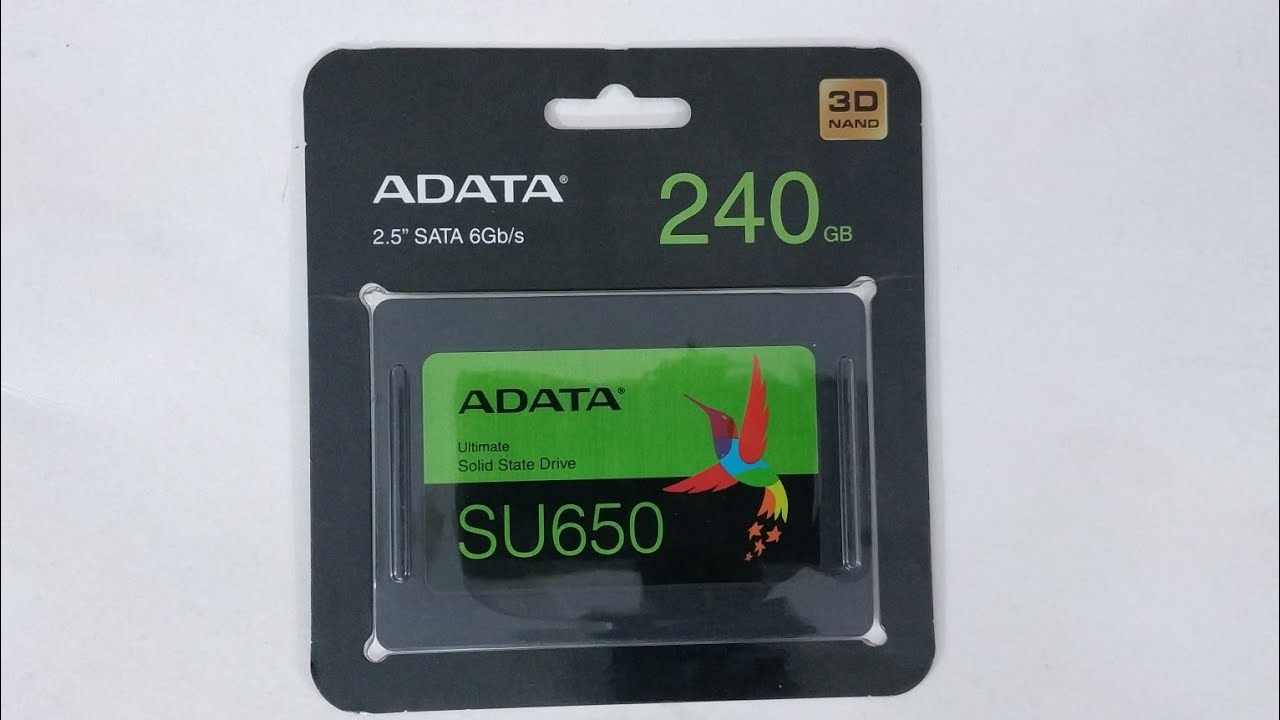 3D
NAND
ADATA®
2.5” SATA 6Gb/s
240 GB
ADATA®
Ultimate
Solid State Drive
SU650